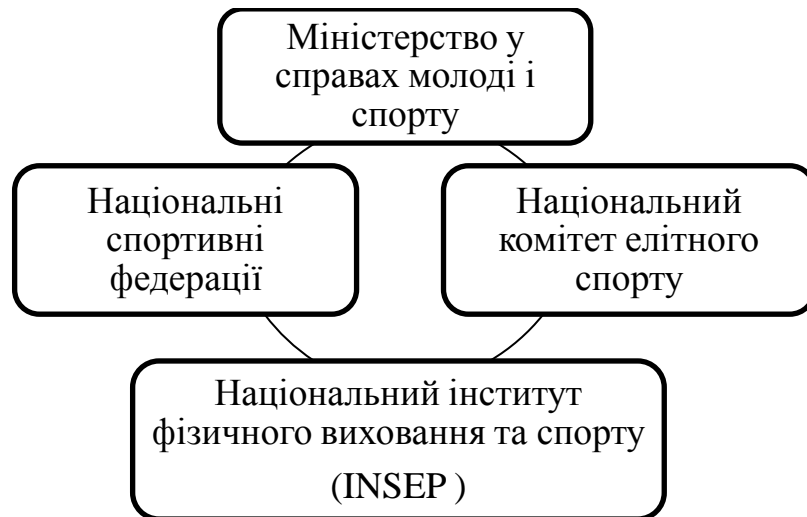 Міністерство у
справах молоді і
спорту
Національні
спортивні
федерації
Національний
комітет елітного
спорту
Національний інститут
фізичного виховання та спорту
(INSEP )